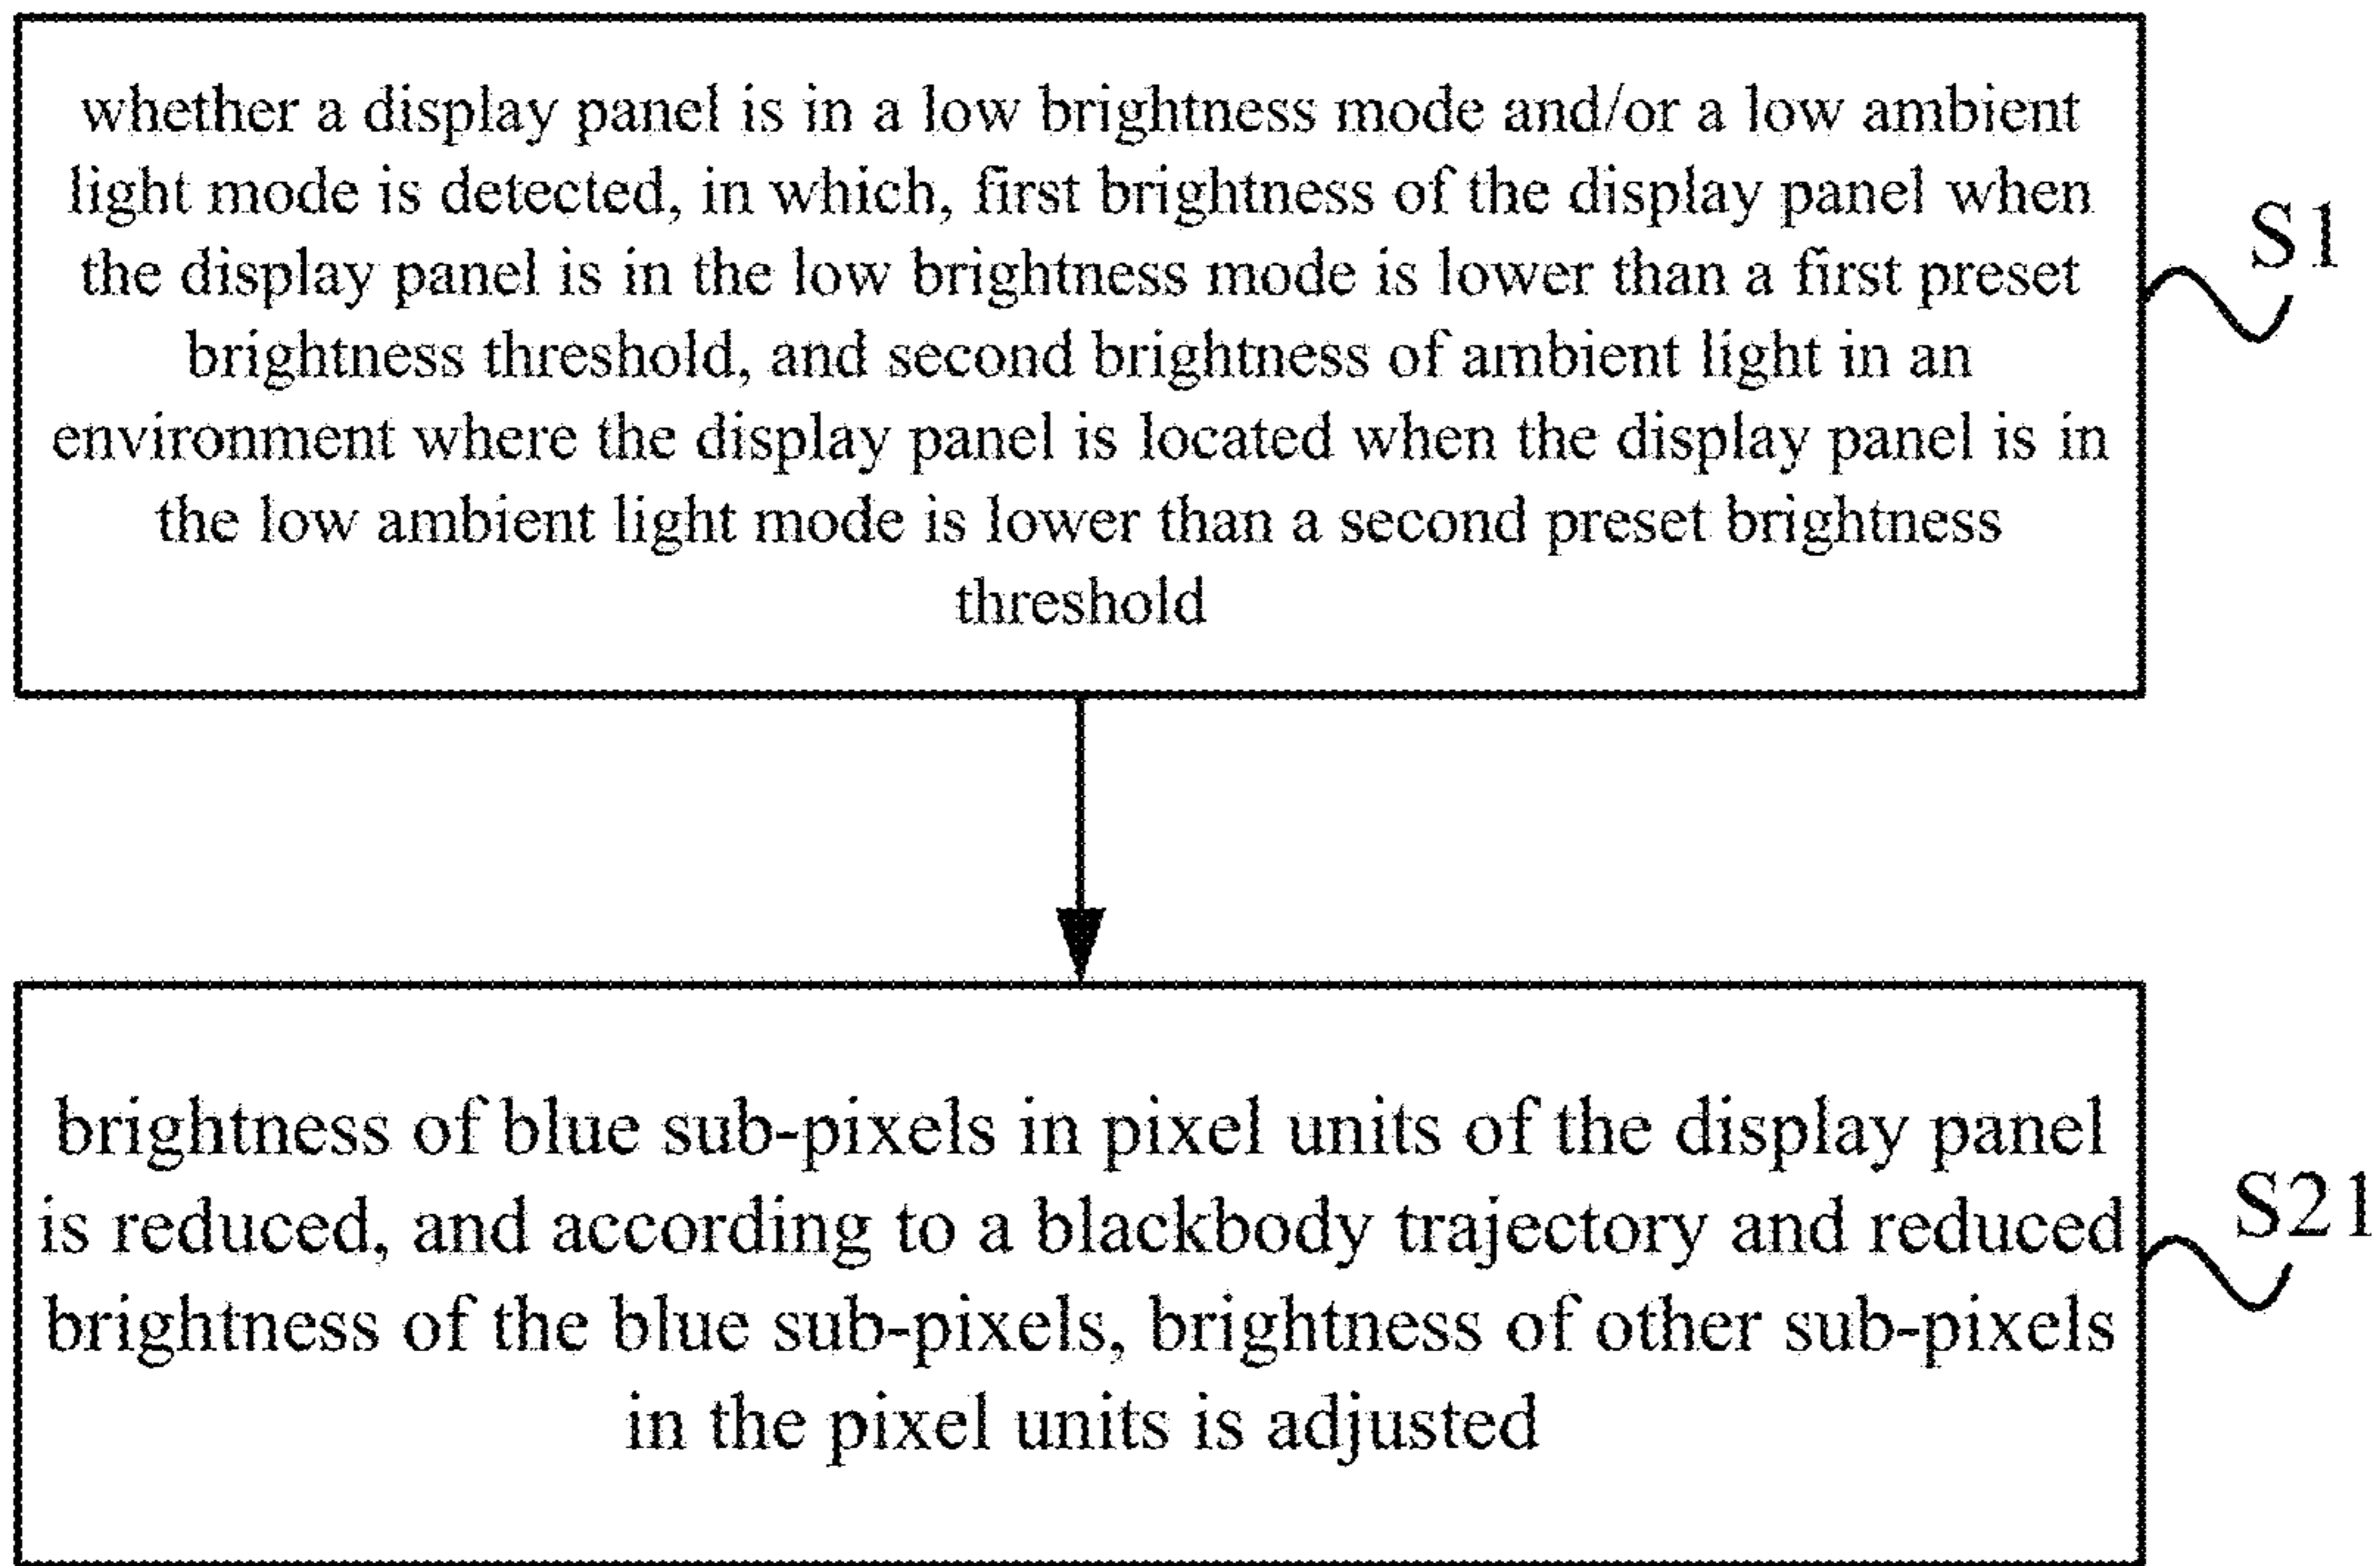 whether a display panel is in a low brightness mode and/or a low ambient
light mode is detected, in which, first brightness of the display panel when
the display panel is in the low brightness mode is lower than a first preset
brightness threshold, and second brightness of ambient light in an
environment where the display panel is located when the display panel is in
the low ambient light mode is lower than a second preset brightness
threshold
S1
brightness of blue sub-pixels in pixel units of the display panel
is reduced, and according to a blackbody trajectory and reduced
brightness of the blue sub-pixels, brightness of other sub-pixels
in the pixel units is adjusted
S21